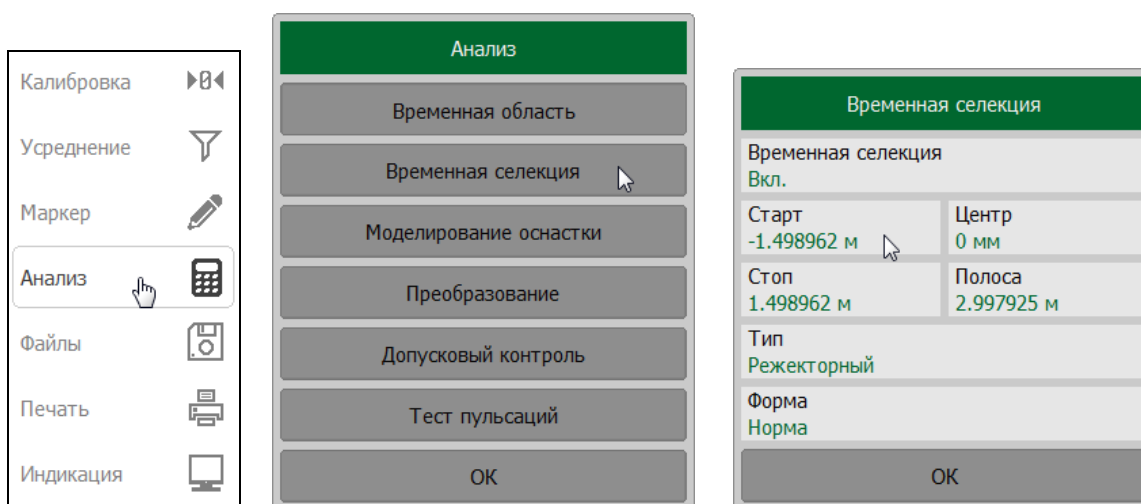 Калибровка
Усреднение
Маркер
Анализ
Файлы
Печать
Индикация
Анализ
Временная область
Временная селекция
Моделирование оснастки
Преобразование
Допусковый контроль
Тест пульсаций
ОК
Временная селекция
Временная селекция
Вкл.
Старт
-1.498962 м
Центр
0 мм
Стоп
1.498962 м
Полоса
2.997925 м
Тип
Режекторный
Форма
Норма
ОК